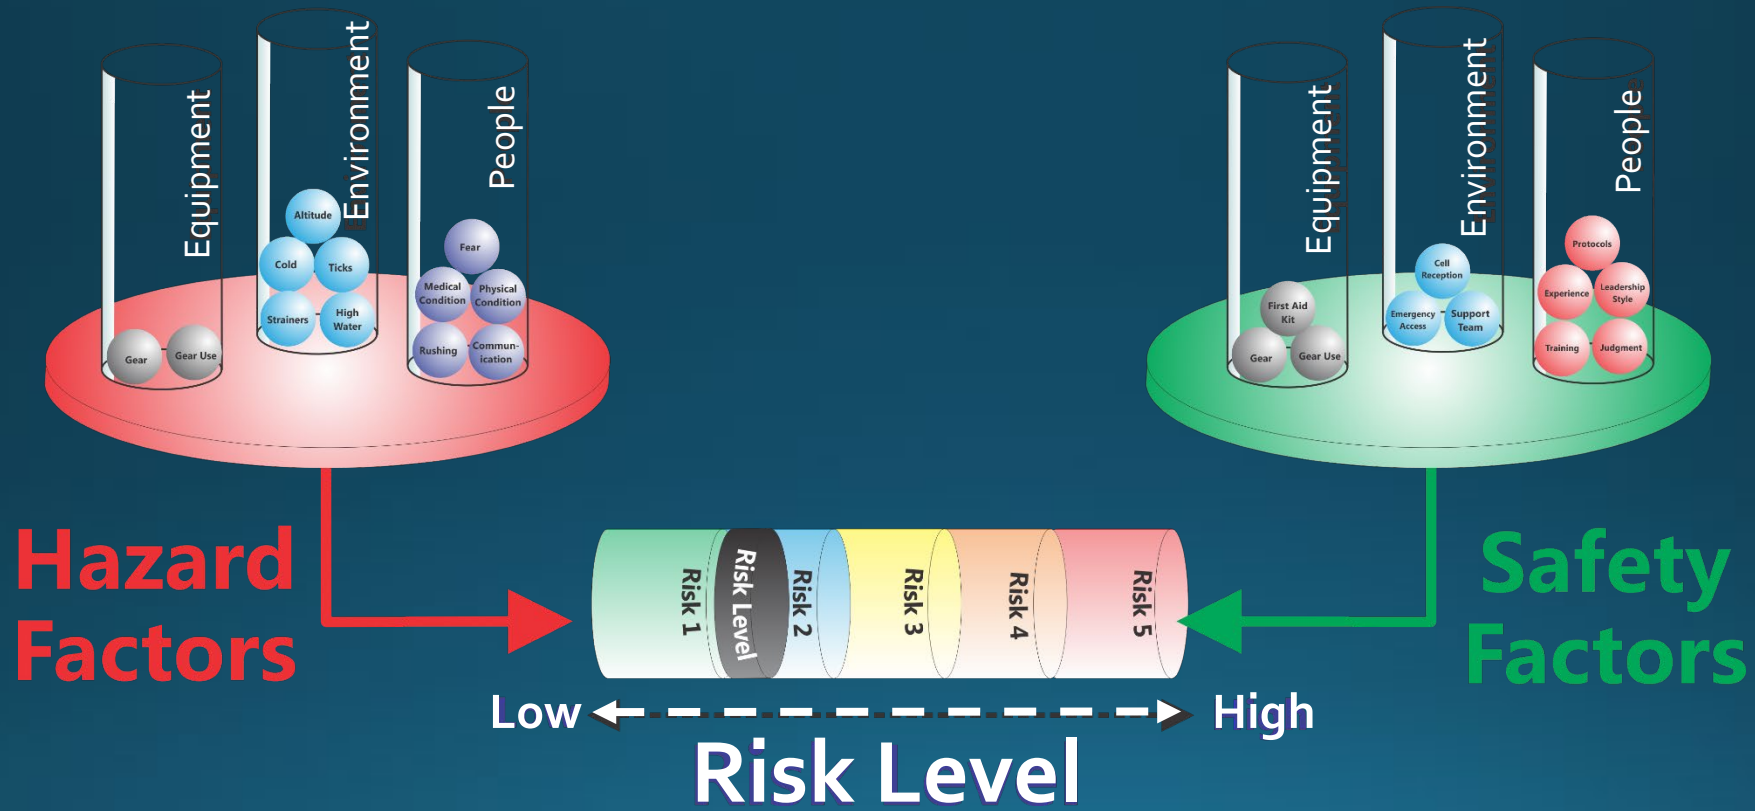 Equipment
Environment
People
Altitude
Cold
Ticks
Strainers
High
Water
Fear
Medical
Condition
Physical
Condition
Rushing
Commun-
ication
Gear
Gear Use
Equipment
Environment
People
First Aid
Kit
Gear
Gear Use
Cell
Reception
Emergency
Access
Support
Team
Protocols
Experience
Leadership
Style
Training
Judgment
Hazard
Factors
Risk 1
Risk Level
Risk 2
Risk 3
Risk 4
Risk 5
Safety
Factors
Low
High
Risk Level